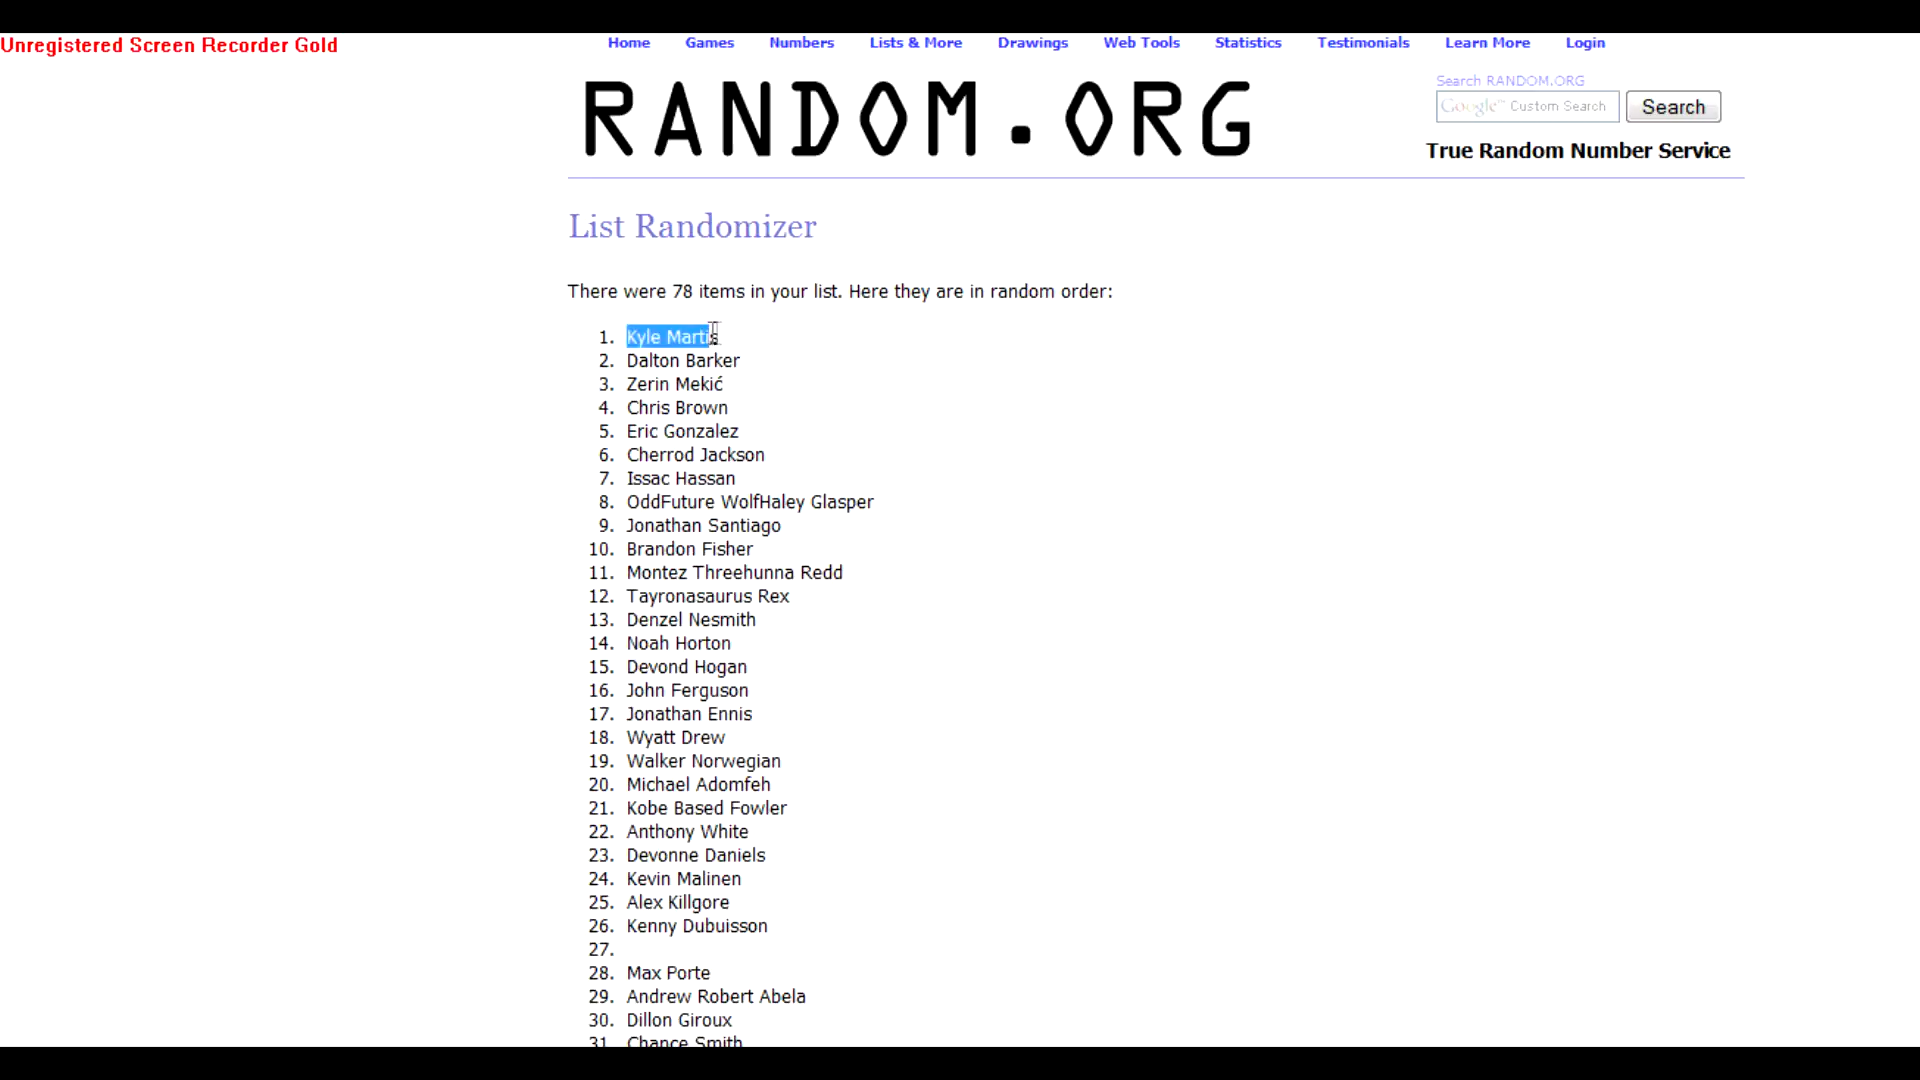 Unregistered Screen Recorder Gold
Home Games Numbers Lists & More Drawings Web Tools Statistics Testimonials Learn More Login
RANDOM.ORG
Search RANDOM.ORG
Google™ Custom Search Search
True Random Number Service
List Randomizer
There were 78 items in your list. Here they are in random order:
1. Kyle
2. Dalton Barker
3. Zerin Mekić
4. Chris Brown
5. Eric Gonzalez
6. Cherrod Jackson
7. Issac Hassan
8. OddFuture WolfHaley Glasper
9. Jonathan Santiago
10. Brandon Fisher
11. Montez Threehunna Redd
12. Tayronasaurus Rex
13. Denzel Nesmith
14. Noah Horton
15. Devond Hogan
16. John Ferguson
17. Jonathan Ennis
18. Wyatt Drew
19. Walker Norwegian
20. Michael Adomfeh
21. Kobe Based Fowler
22. Anthony White
23. Devonne Daniels
24. Kevin Malinen
25. Alex Killgore
26. Kenny Dubuisson
27.
28. Max Porte
29. Andrew Robert Abela
30. Dillon Giroux
31. Chance Smith